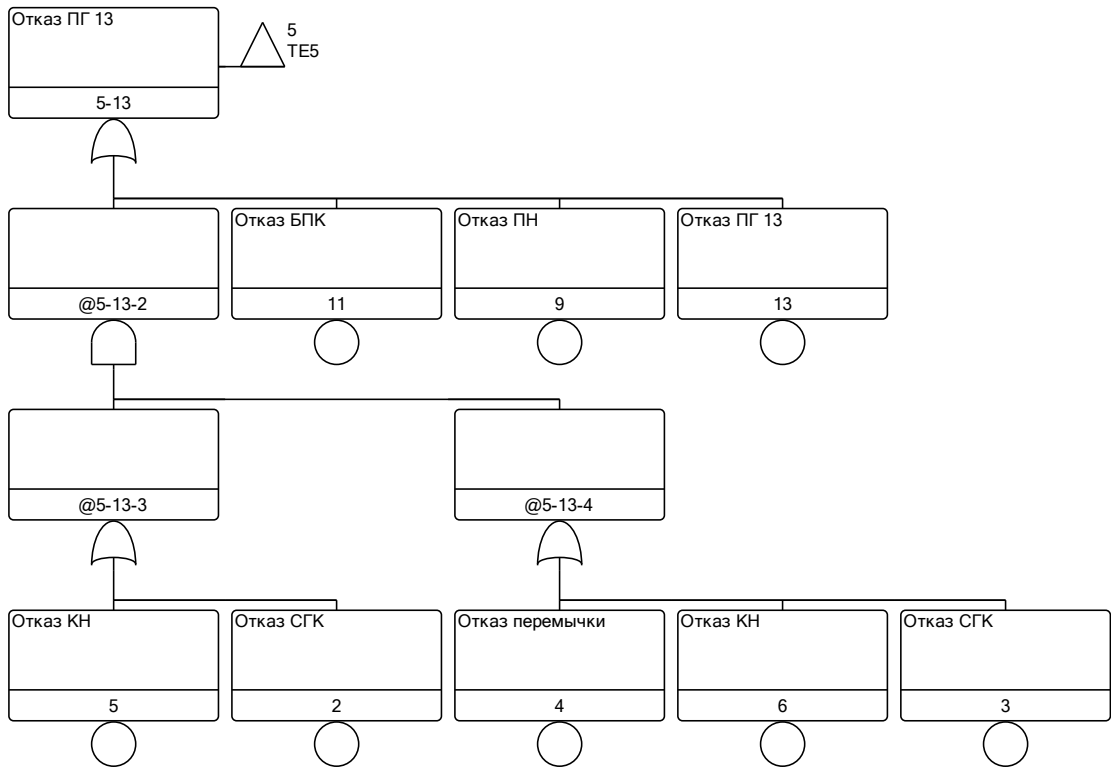 Отказ ПГ 13
5
TE5
5-13
Отказ БПК
Отказ ПН
Отказ ПГ 13
@5-13-2
11
9
13
@5-13-3
@5-13-4
Отказ КН
Отказ СГК
Отказ перемычки
Отказ КН
Отказ СГК
5
2
4
6
3